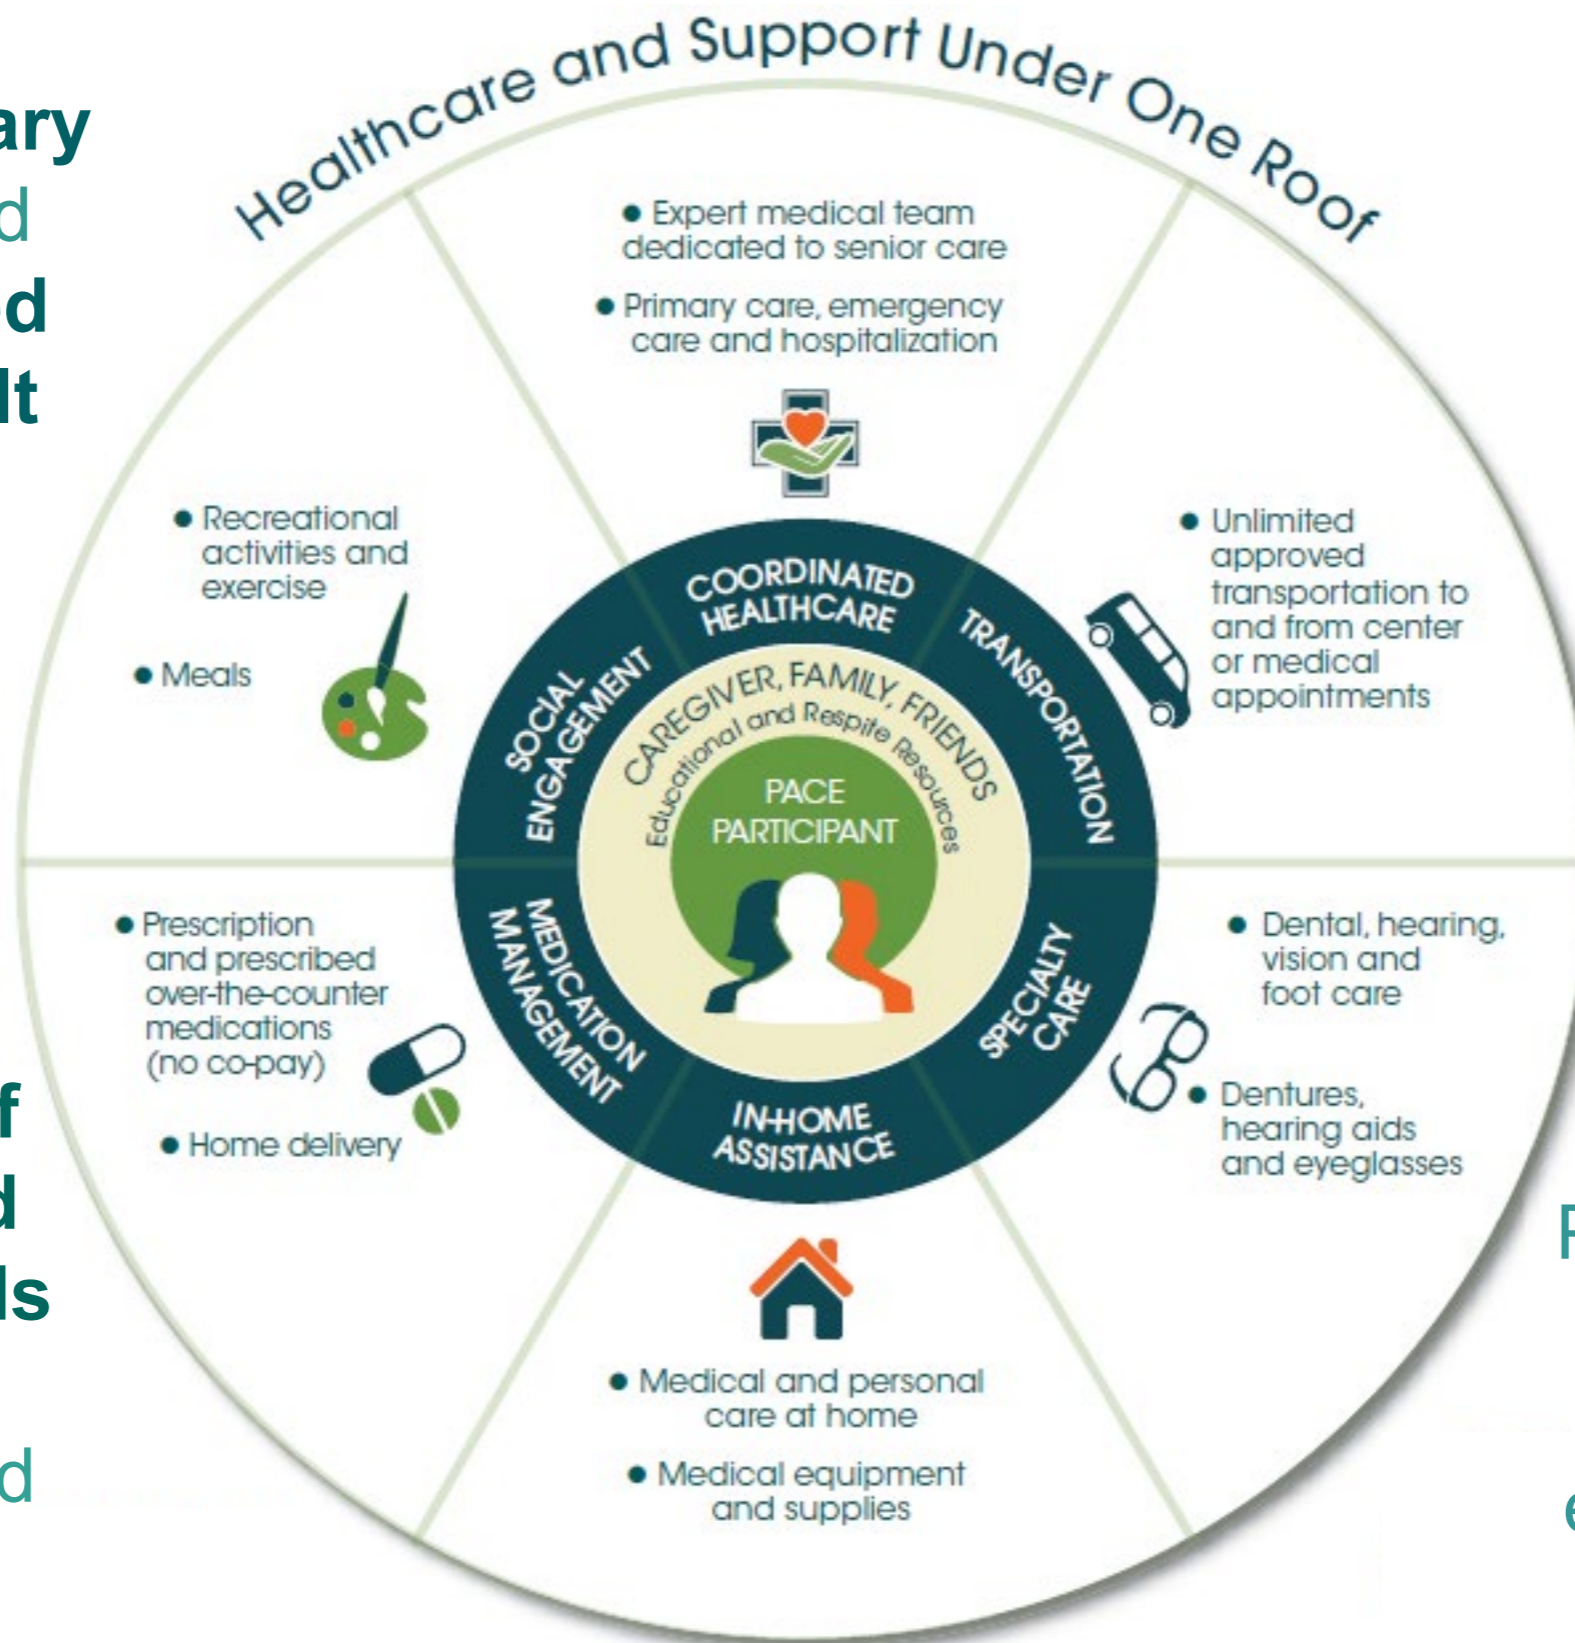 Healthcare and Support Under One Roof
● Expert medical team
dedicated to senior care
● Primary care, emergency
care and hospitalization
● Unlimited
approved
transportation to
and from center
or medical
appointments
● Dental, hearing,
vision and
foot care
● Dentures,
hearing aids
and eyeglasses
● Medical and personal
care at home
● Medical equipment
and supplies
● Prescription
and prescribed
over-the-counter
medications
(no co-pay)
● Home delivery
● Recreational
activities and
exercise
● Meals
COORDINATED
HEALTHCARE
TRANSPORTATION
SPECIALTY
CARE
IN-HOME
ASSISTANCE
MEDICATION
MANAGEMENT
SOCIAL
ENGAGEMENT
CAREGIVER, FAMILY, FRIENDS
Educational and Respite Resources
PACE
PARTICIPANT